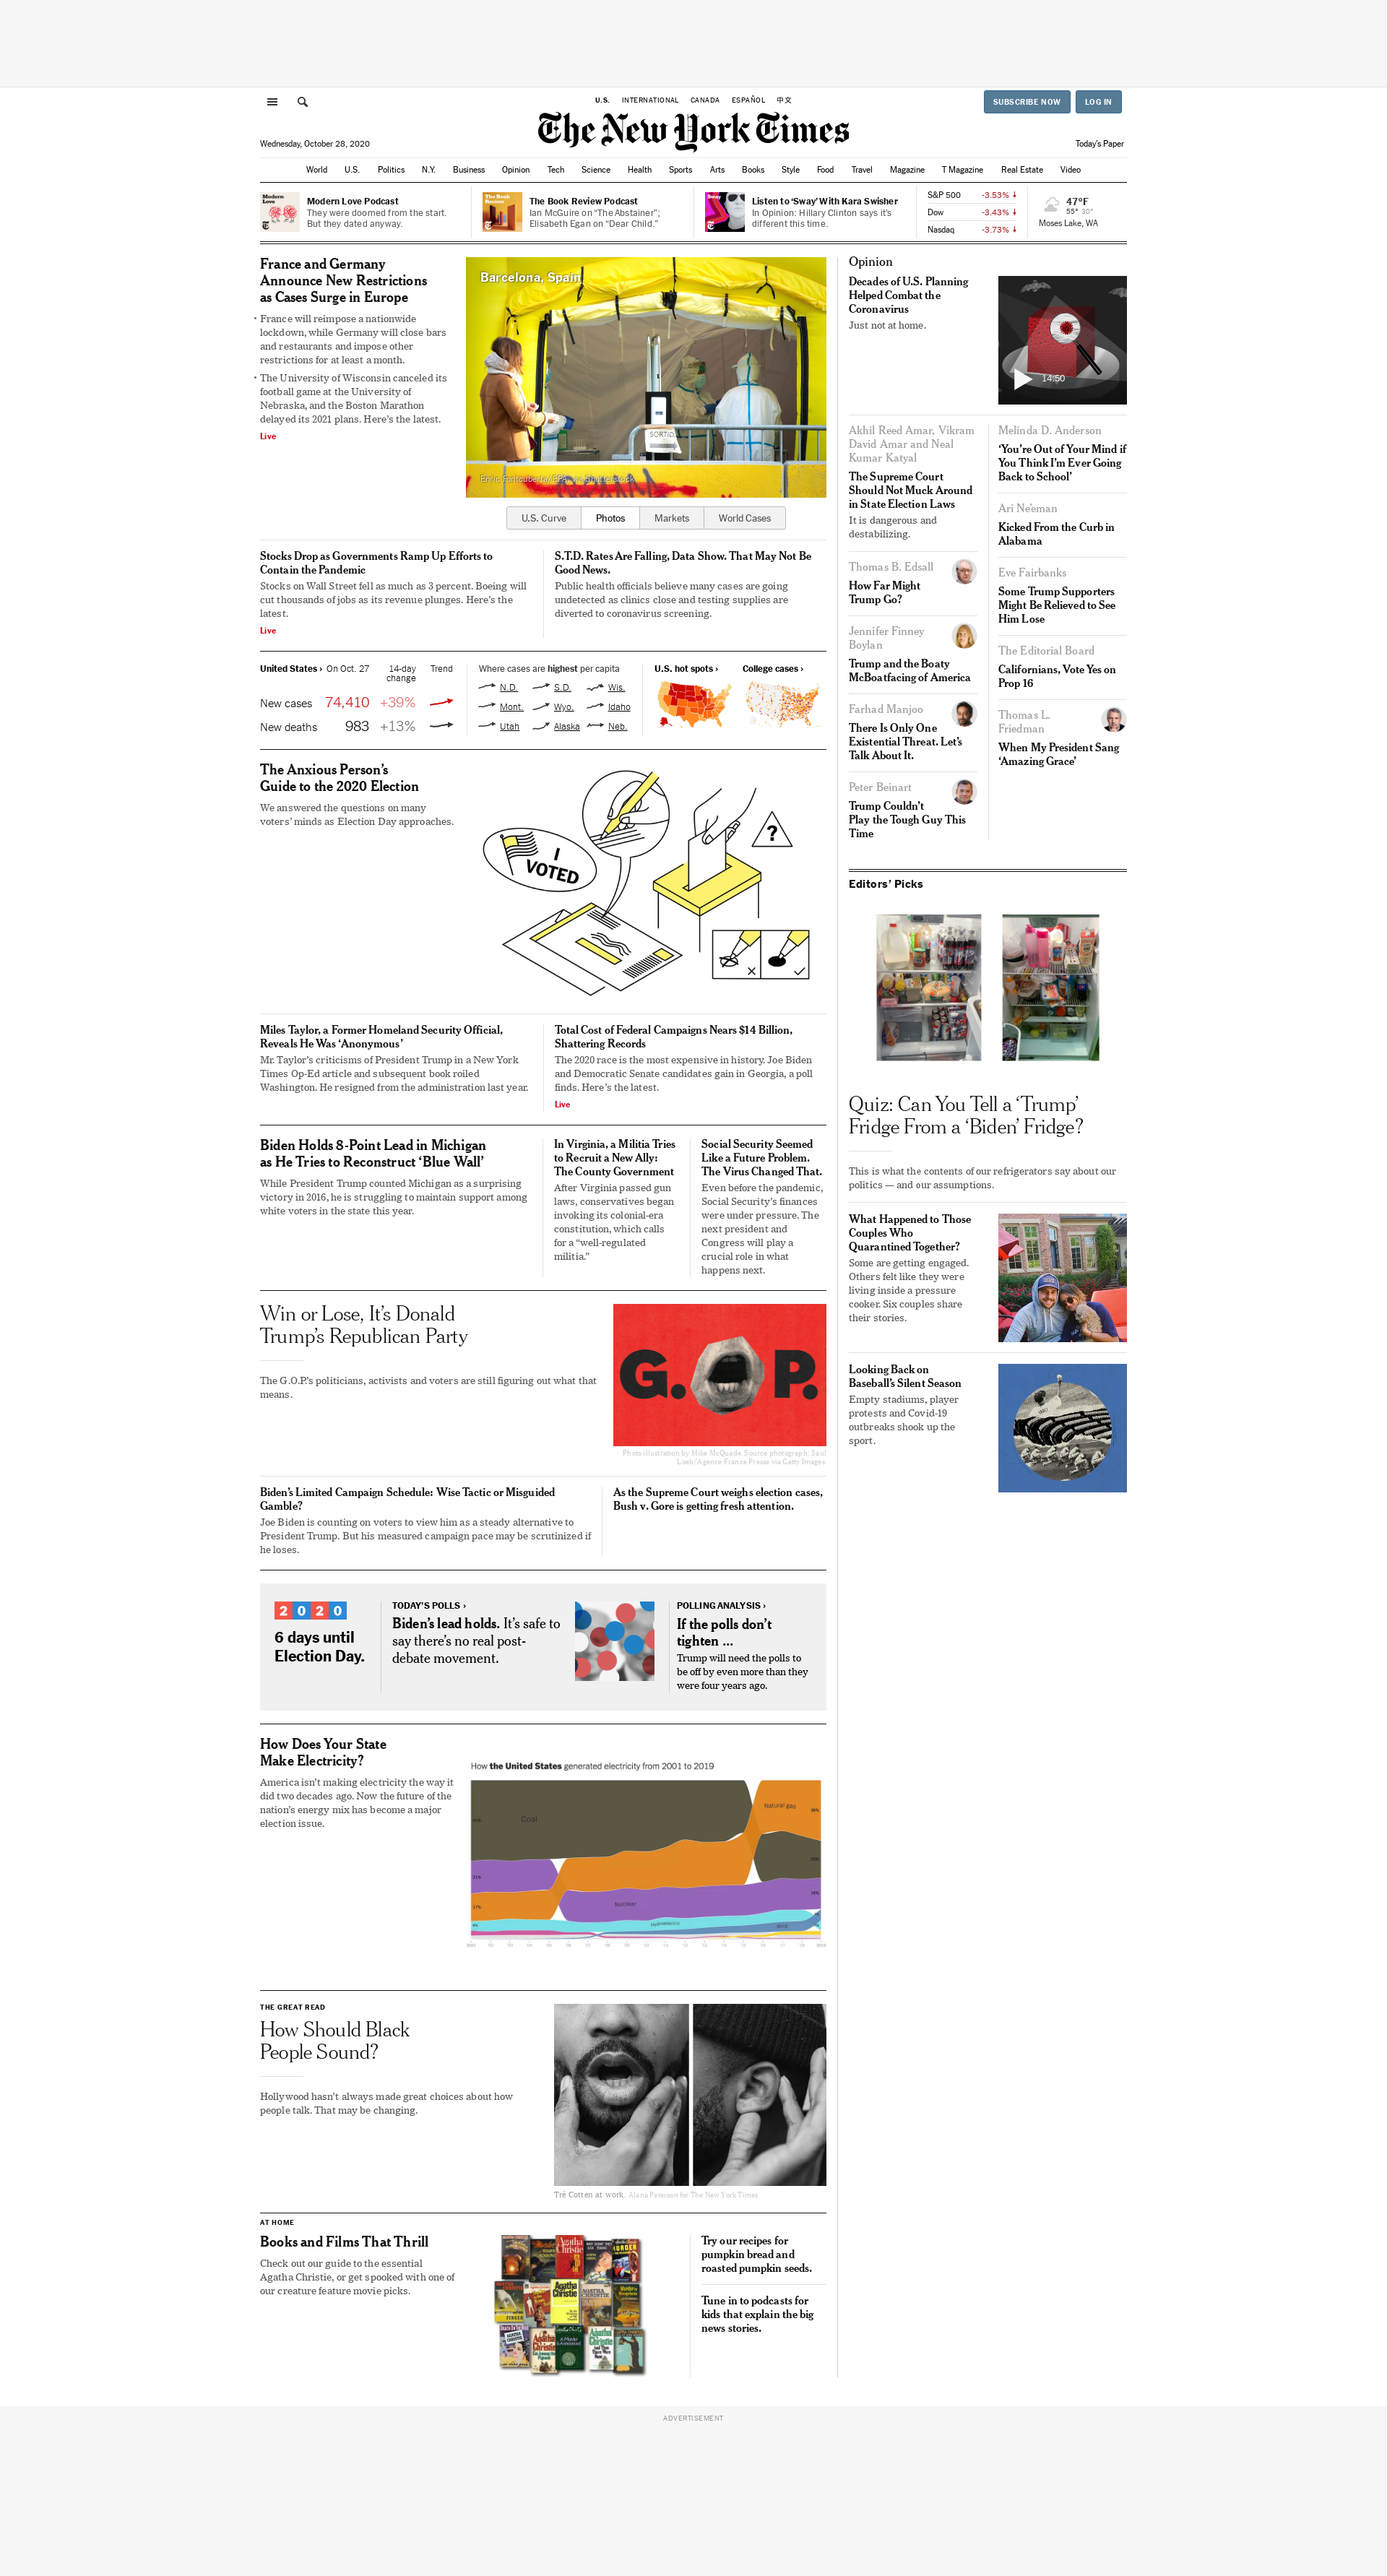 U.S. INTERNATIONAL CANADA ESPAÑOL 中文
SUBSCRIBE NOW LOG IN
The New York Times
Wednesday, October 28, 2020
Today's Paper
World U.S. Politics N.Y. Business Opinion Tech Science Health Sports Arts Books Style Food Travel Magazine T Magazine Real Estate Video
Modern Love
Modern Love Podcast
They were doomed from the start.
But they dated anyway.
The Book Review
The Book Review Podcast
Ian McGuire on "The Abstainer";
Elisabeth Egan on "Dear Child."
Sway
Listen to 'Sway' With Kara Swisher
In Opinion: Hillary Clinton says it's
different this time.
S&P 500 -3.53% ↓
Dow -3.43% ↓
Nasdaq -3.73% ↓
47°F
55° 30°
Moses Lake, WA
France and Germany
Announce New Restrictions
as Cases Surge in Europe
• France will reimpose a nationwide
lockdown, while Germany will close bars
and restaurants and impose other
restrictions for at least a month.
• The University of Wisconsin canceled its
football game at the University of
Nebraska, and the Boston Marathon
delayed its 2021 plans. Here's the latest.
Live
Barcelona, Spain
SORTIDA
U.S. Curve Photos Markets World Cases
Stocks Drop as Governments Ramp Up Efforts to
Contain the Pandemic
Stocks on Wall Street fell as much as 3 percent. Boeing will
cut thousands of jobs as its revenue plunges. Here's the
latest.
Live
S.T.D. Rates Are Falling, Data Show. That May Not Be
Good News.
Public health officials believe many cases are going
undetected as clinics close and testing supplies are
diverted to coronavirus screening.
United States › On Oct. 27 14-day Trend
change
New cases 74,410 +39%
New deaths 983 +13%
Where cases are highest per capita
N.D. S.D. Wis.
Mont. Wyo. Idaho
Utah Alaska Neb.
U.S. hot spots › College cases ›
The Anxious Person's
Guide to the 2020 Election
We answered the questions on many
voters' minds as Election Day approaches.
I VOTED
?
Miles Taylor, a Former Homeland Security Official,
Reveals He Was 'Anonymous'
Mr. Taylor's criticisms of President Trump in a New York
Times Op-Ed article and subsequent book roiled
Washington. He resigned from the administration last year.
Total Cost of Federal Campaigns Nears $14 Billion,
Shattering Records
The 2020 race is the most expensive in history. Joe Biden
and Democratic Senate candidates gain in Georgia, a poll
finds. Here's the latest.
Live
Biden Holds 8-Point Lead in Michigan
as He Tries to Reconstruct 'Blue Wall'
While President Trump counted Michigan as a surprising
victory in 2016, he is struggling to maintain support among
white voters in the state this year.
In Virginia, a Militia Tries
to Recruit a New Ally:
The County Government
After Virginia passed gun
laws, conservatives began
invoking its colonial-era
constitution, which calls
for a "well-regulated
militia."
Social Security Seemed
Like a Future Problem.
The Virus Changed That.
Even before the pandemic,
Social Security's finances
were under pressure. The
next president and
Congress will play a
crucial role in what
happens next.
Win or Lose, It's Donald
Trump's Republican Party
The G.O.P.'s politicians, activists and voters are still figuring out what that
means.
G. P.
Photo illustration by Mike McQuade. Source photograph: Saul
Loeb/Agence France Presse via Getty Images.
Biden's Limited Campaign Schedule: Wise Tactic or Misguided
Gamble?
Joe Biden is counting on voters to view him as a steady alternative to
President Trump. But his measured campaign pace may be scrutinized if
he loses.
As the Supreme Court weighs election cases,
Bush v. Gore is getting fresh attention.
2020
6 days until
Election Day.
TODAY'S POLLS ›
Biden's lead holds. It's safe to
say there's no real post-
debate movement.
POLLING ANALYSIS ›
If the polls don't
tighten ...
Trump will need the polls to
be off by even more than they
were four years ago.
How Does Your State
Make Electricity?
America isn't making electricity the way it
did two decades ago. Now the future of the
nation's energy mix has become a major
election issue.
How the United States generated electricity from 2001 to 2019
Coal
Natural gas
Nuclear
Hydroelectric
Wind
THE GREAT READ
How Should Black
People Sound?
Hollywood hasn't always made great choices about how
people talk. That may be changing.
Tré Cotten at work. Alana Paterson for The New York Times
AT HOME
Books and Films That Thrill
Check out our guide to the essential
Agatha Christie, or get spooked with one of
our creature feature movie picks.
Try our recipes for
pumpkin bread and
roasted pumpkin seeds.
Tune in to podcasts for
kids that explain the big
news stories.
Opinion
Decades of U.S. Planning
Helped Combat the
Coronavirus
Just not at home.
14:50
Akhil Reed Amar, Vikram
David Amar and Neal
Kumar Katyal
The Supreme Court
Should Not Muck Around
in State Election Laws
It is dangerous and
destabilizing.
Thomas B. Edsall
How Far Might
Trump Go?
Jennifer Finney
Boylan
Trump and the Boaty
McBoatfacing of America
Farhad Manjoo
There Is Only One
Existential Threat. Let's
Talk About It.
Peter Beinart
Trump Couldn't
Play the Tough Guy This
Time
Melinda D. Anderson
'You're Out of Your Mind if
You Think I'm Ever Going
Back to School'
Ari Ne'eman
Kicked From the Curb in
Alabama
Eve Fairbanks
Some Trump Supporters
Might Be Relieved to See
Him Lose
The Editorial Board
Californians, Vote Yes on
Prop 16
Thomas L.
Friedman
When My President Sang
'Amazing Grace'
Editors' Picks
Quiz: Can You Tell a 'Trump'
Fridge From a 'Biden' Fridge?
This is what the contents of our refrigerators say about our
politics — and our assumptions.
What Happened to Those
Couples Who
Quarantined Together?
Some are getting engaged.
Others felt like they were
living inside a pressure
cooker. Six couples share
their stories.
Looking Back on
Baseball's Silent Season
Empty stadiums, player
protests and Covid-19
outbreaks shook up the
sport.
ADVERTISEMENT